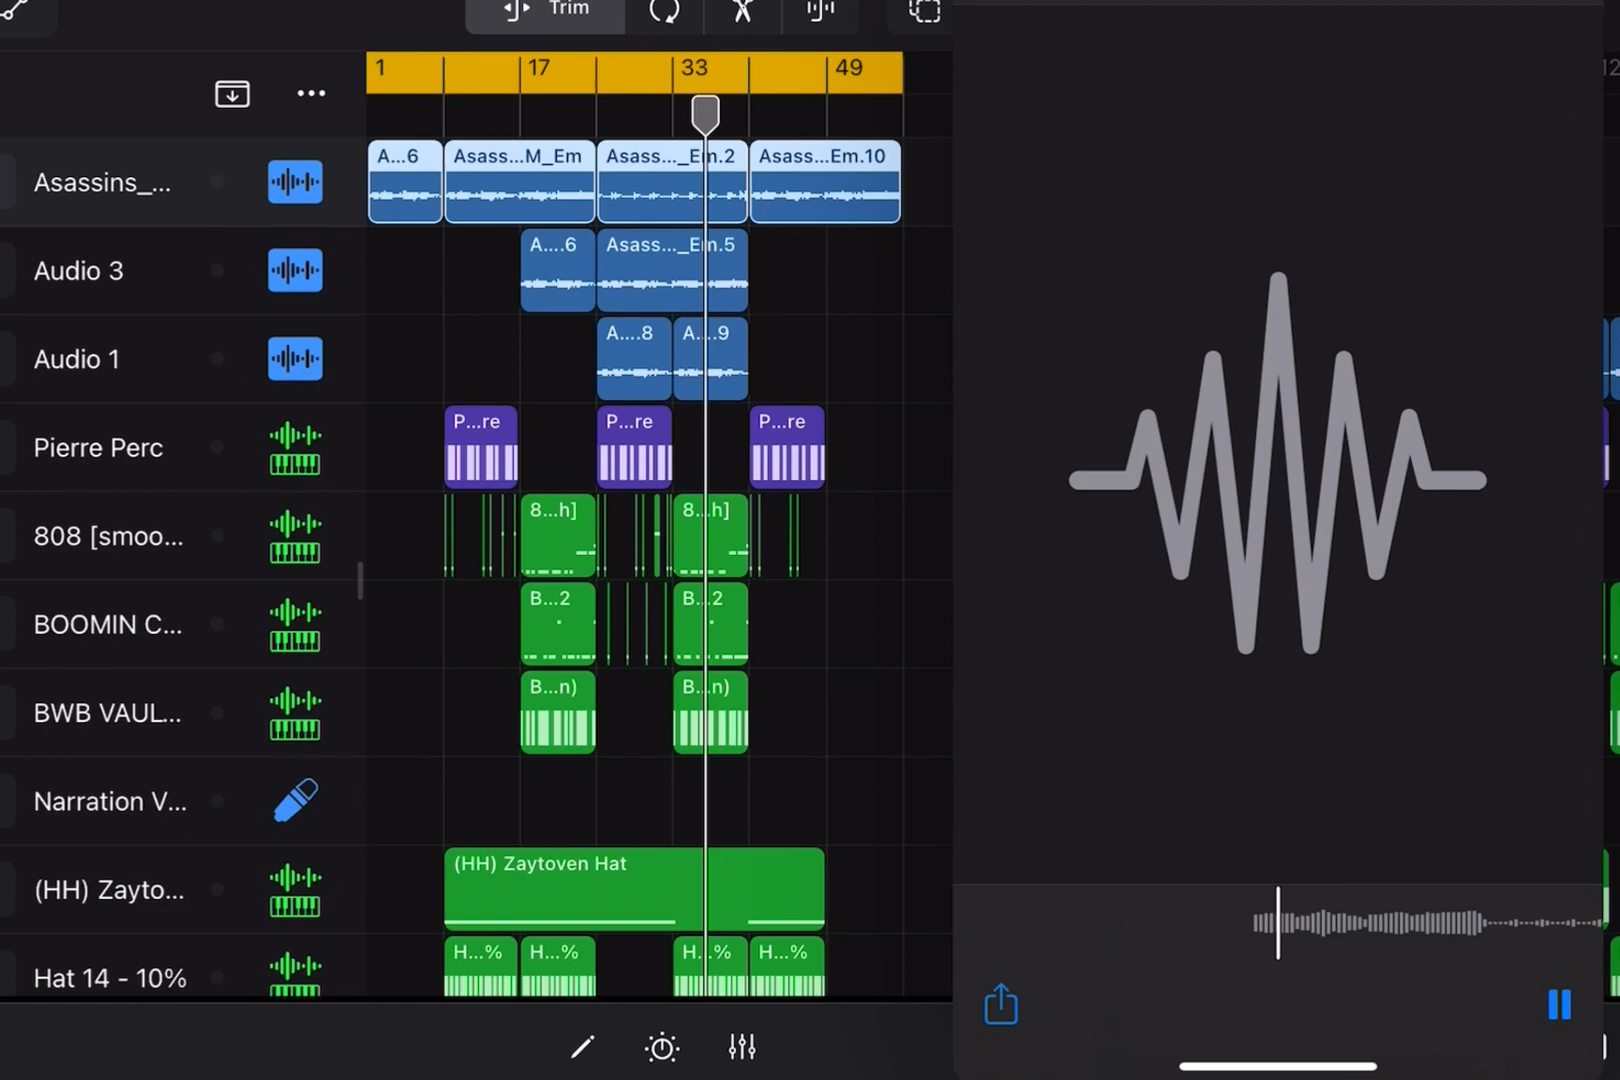 Trim
1 17 33 49
Asassins_...
A...6 Asass...M_Em Asass..._Em.2 Asass...Em.10
Audio 3
A....6 Asass..._Em.5
Audio 1
A....8 A....9
Pierre Perc
P...re P...re P...re
808 [smoo...
8...h] 8...h]
BOOMIN C...
B...2 B...2
BWB VAUL...
B...n) B...n)
Narration V...
(HH) Zayto...
(HH) Zaytoven Hat
Hat 14 - 10%
H...% H...% H...% H...%